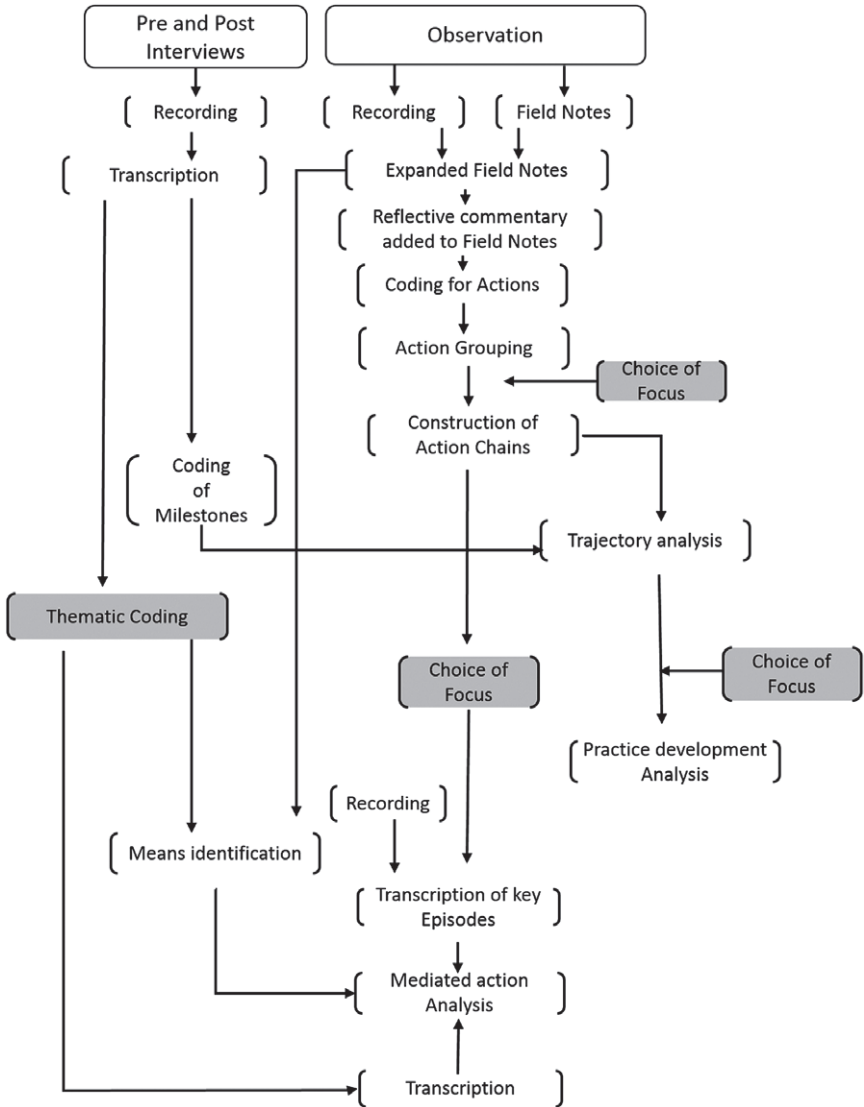 Pre and Post
Interviews
Observation
Recording
Recording
Field Notes
Transcription
Expanded Field Notes
Reflective commentary
added to Field Notes
Coding for Actions
Action Grouping
Choice of
Focus
Construction of
Action Chains
Coding
of
Milestones
Trajectory analysis
Thematic Coding
Choice of
Focus
Choice of
Focus
Practice development
Analysis
Recording
Means identification
Transcription of key
Episodes
Mediated action
Analysis
Transcription